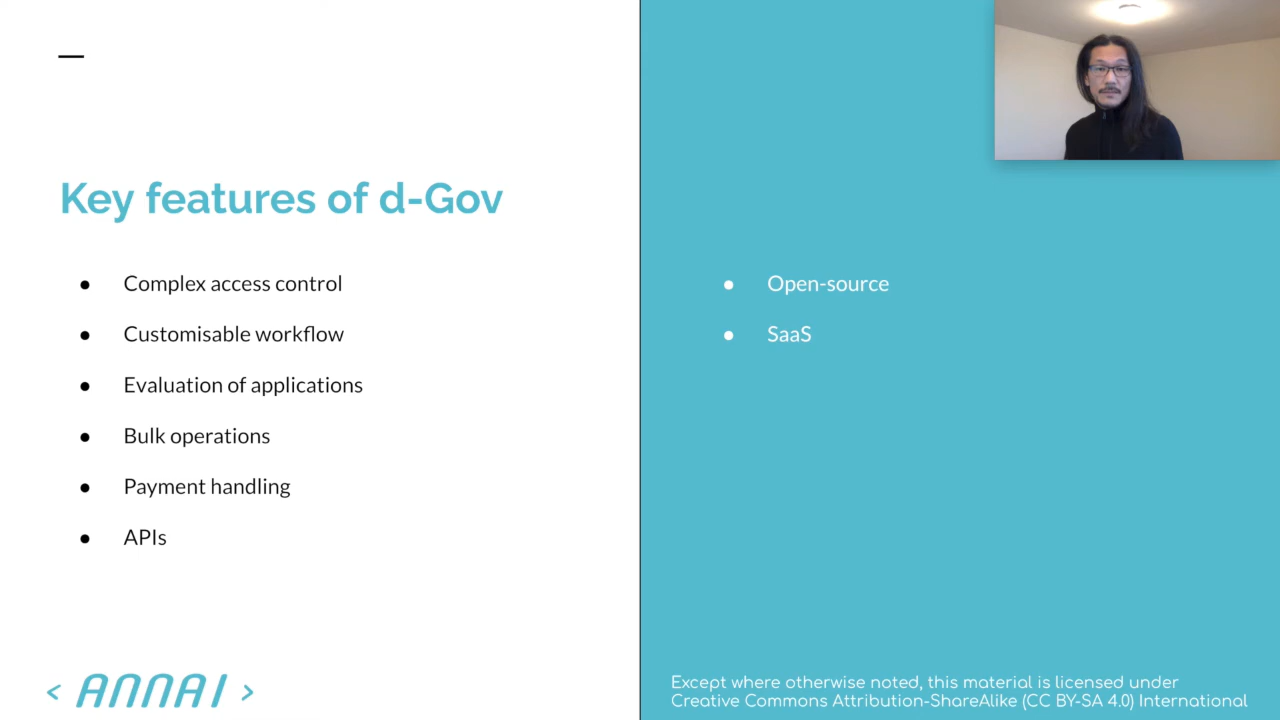 Key features of d-Gov
● Complex access control
● Customisable workflow
● Evaluation of applications
● Bulk operations
● Payment handling
● APIs
● Open-source
● SaaS
< ANNAI >
Except where otherwise noted, this material is licensed under
Creative Commons Attribution-ShareAlike (CC BY-SA 4.0) International